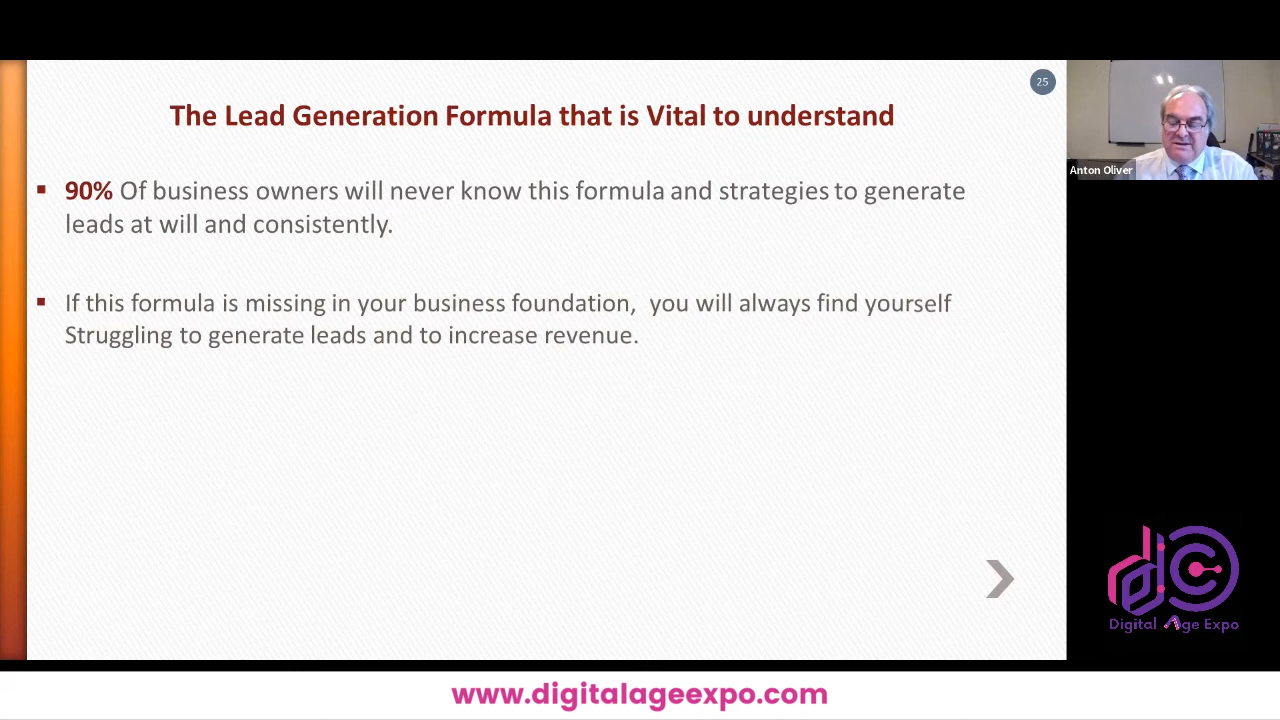 25
The Lead Generation Formula that is Vital to understand
▪ 90% Of business owners will never know this formula and strategies to generate
leads at will and consistently.
▪ If this formula is missing in your business foundation,  you will always find yourself
Struggling to generate leads and to increase revenue.
Anton Oliver
Digital Age Expo
www.digitalageexpo.com